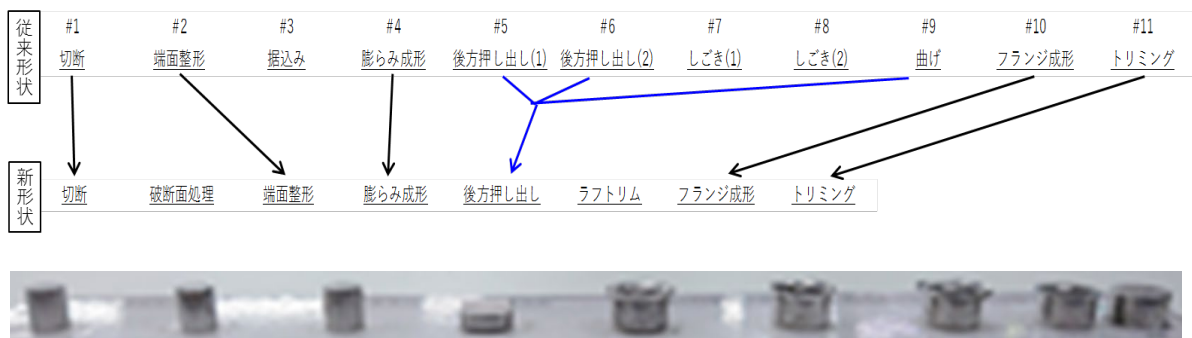 従来形状
#1 #2 #3 #4 #5 #6 #7 #8 #9 #10 #11
切断 端面整形 据込み 膨らみ成形 後方押し出し(1) 後方押し出し(2) しごき(1) しごき(2) 曲げ フランジ成形 トリミング
新形状
切断 破断面処理 端面整形 膨らみ成形 後方押し出し ラフトリム フランジ成形 トリミング